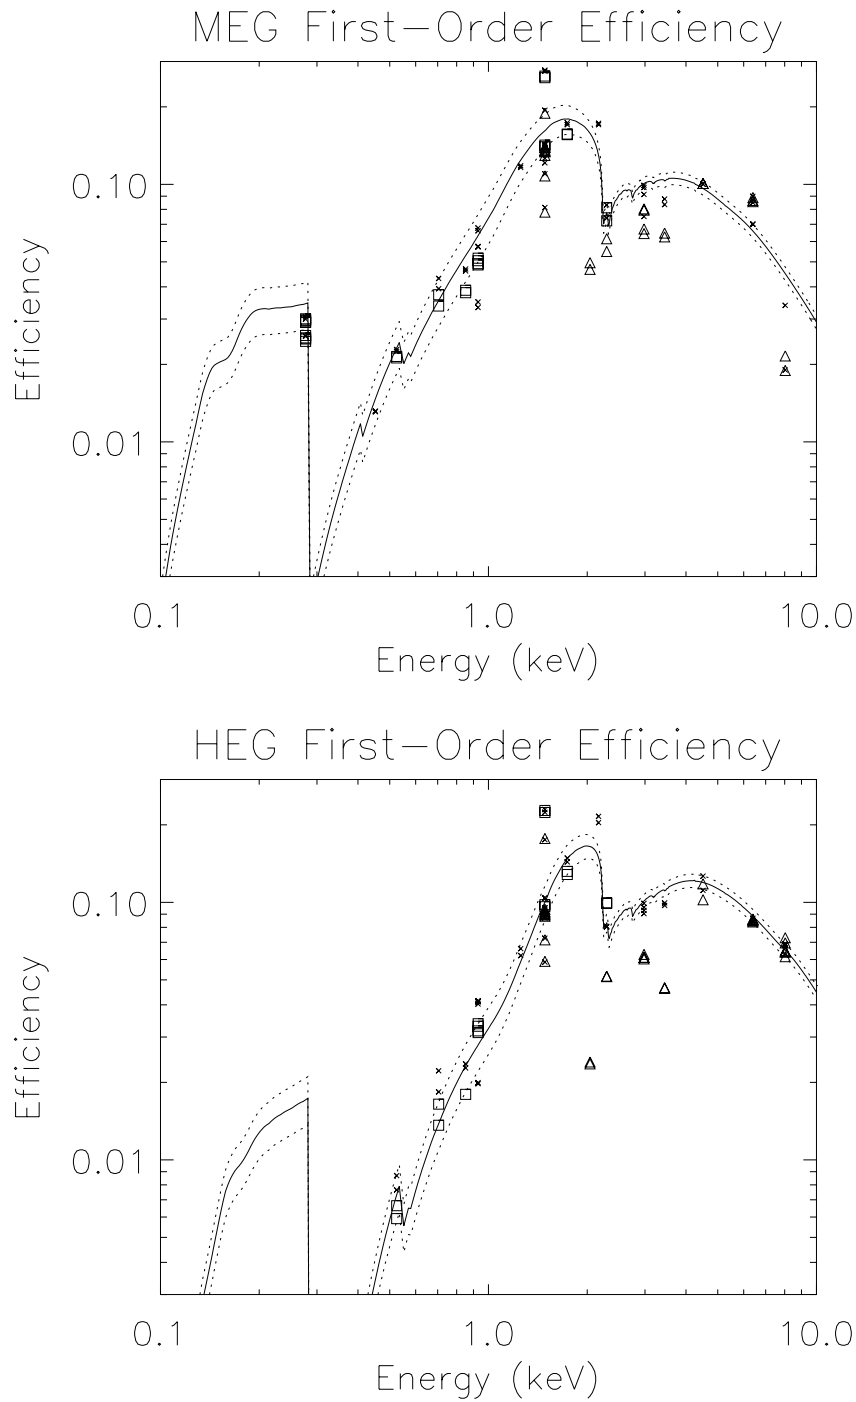 MEG First-Order Efficiency
Efficiency
0.10
0.01
0.1 1.0 10.0
Energy (keV)
HEG First-Order Efficiency
Efficiency
0.10
0.01
0.1 1.0 10.0
Energy (keV)